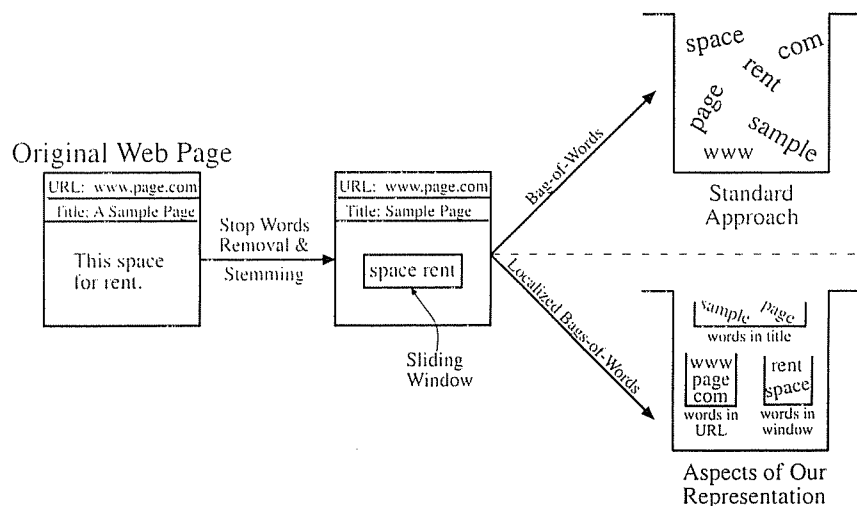 Original Web Page
URL: www.page.com
Title: A Sample Page
This space
for rent.
Stop Words
Removal &
Stemming
URL: www.page.com
Title: Sample Page
space rent
Sliding
Window
Bag-of-Words
Localized Bags-of-Words
space
com
rent
page
sample
www
Standard
Approach
sample page
words in title
www
page
com
words in
URL
rent
space
words in
window
Aspects of Our
Representation